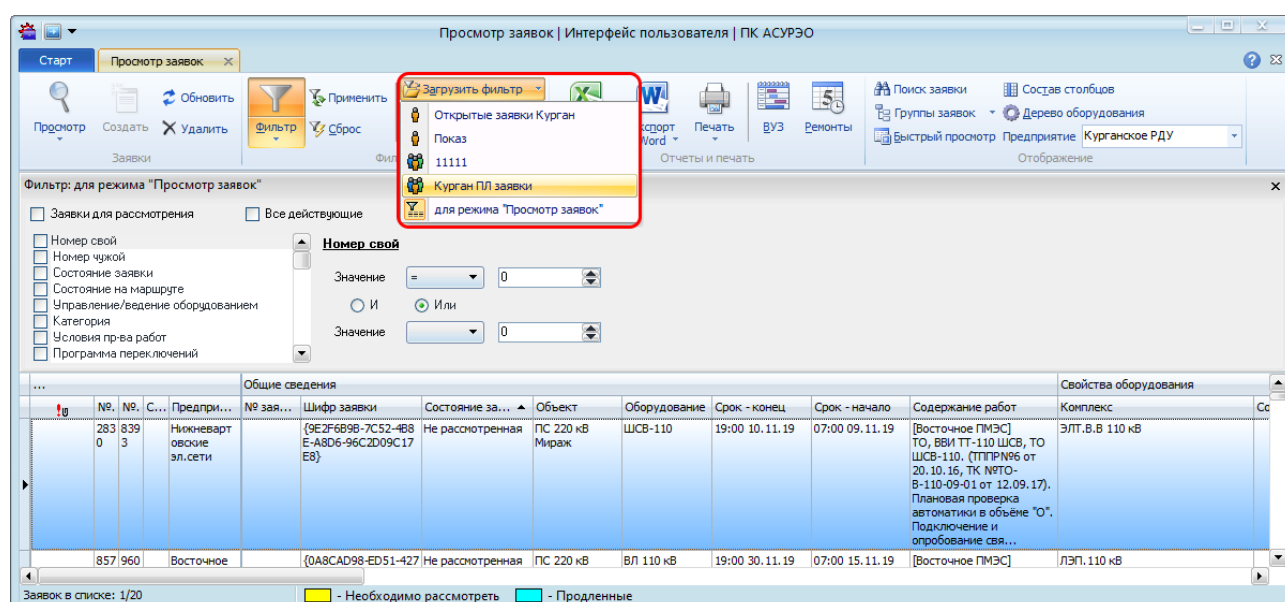 Просмотр заявок | Интерфейс пользователя | ПК АСУРЭО
Старт
Просмотр заявок
Просмотр
Создать
Обновить
Удалить
Заявки
Фильтр
Применить
Сброс
Загрузить фильтр
Открытые заявки Курган
Показ
11111
Курган ПЛ заявки
для режима "Просмотр заявок"
Word
Печать
Отчеты и печать
ВУЗ
Ремонты
Поиск заявки
Группы заявок
Быстрый просмотр
Состав столбцов
Дерево оборудования
Предприятие Курганское РДУ
Отображение
Фильтр: для режима "Просмотр заявок"
Заявки для рассмотрения
Все действующие
Номер свой
Номер чужой
Состояние заявки
Состояние на маршруте
Управление/ведение оборудованием
Категория
Условия пр-ва работ
Программа переключений
Номер свой
Значение = 0
И Или
Значение 0
... Общие сведения Свойства оборудования
№. №. С... Предпри... № зая... Шифр заявки Состояние за... Объект Оборудование Срок - конец Срок - начало Содержание работ Комплекс Со
283 839 Нижневарт {9E2F6B9B-7C52-4B8 Не рассмотренная ПС 220 кВ ШСВ-110 19:00 10.11.19 07:00 09.11.19 [Восточное ПМЭС] ЭЛТ.В.В 110 кВ
0 3 овские E-A8D6-96C2D09C17 Мираж ТО, ВВИ ТТ-110 ШСВ, ТО
эл.сети E8} ШСВ-110. (ТППР№6 от
20.10.16, ТК №ТО-
В-110-09-01 от 12.09.17).
Плановая проверка
автоматики в объёме "О".
Подключение и
опробование свя...
857 960 Восточное {0A8CAD98-ED51-427 Не рассмотренная ПС 220 кВ ВЛ 110 кВ 19:00 30.11.19 07:00 15.11.19 [Восточное ПМЭС] ЛЭП.110 кВ
Заявок в списке: 1/20
- Необходимо рассмотреть
- Продленные